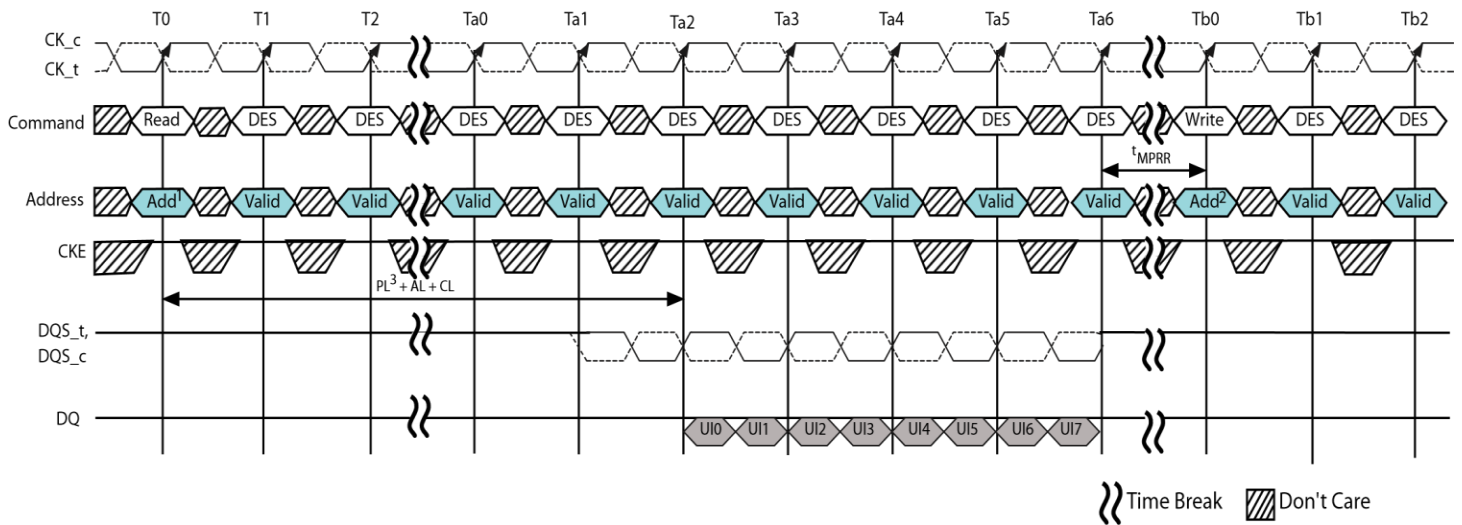 T0 T1 T2 Ta0 Ta1 Ta2 Ta3 Ta4 Ta5 Ta6 Tb0 Tb1 Tb2
CK_c
CK_t
Command Read DES DES DES DES DES DES DES DES DES Write DES DES
tMPRR
Address Add1 Valid Valid Valid Valid Valid Valid Valid Valid Valid Add2 Valid Valid
CKE
PL3 + AL + CL
DQS_t,
DQS_c
DQ
UI0 UI1 UI2 UI3 UI4 UI5 UI6 UI7
Time Break Don't Care